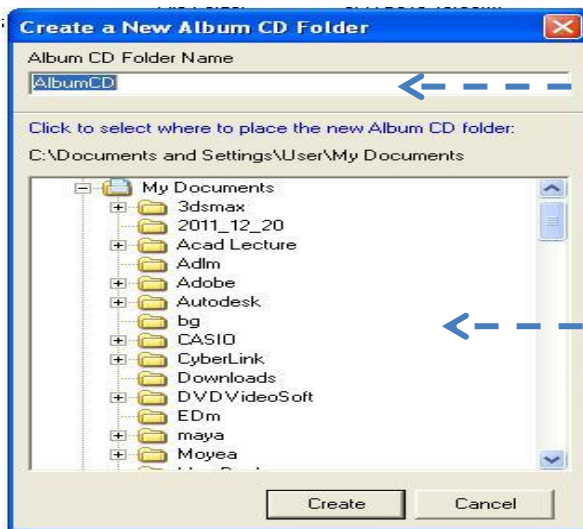 Create a New Album CD Folder
Album CD Folder Name
AlbumCD
Click to select where to place the new Album CD folder:
C:\Documents and Settings\User\My Documents
My Documents
3dsmax
2011_12_20
Acad Lecture
Adlm
Adobe
Autodesk
bg
CASIO
CyberLink
Downloads
DVDVideoSoft
EDm
maya
Moyea
Create Cancel